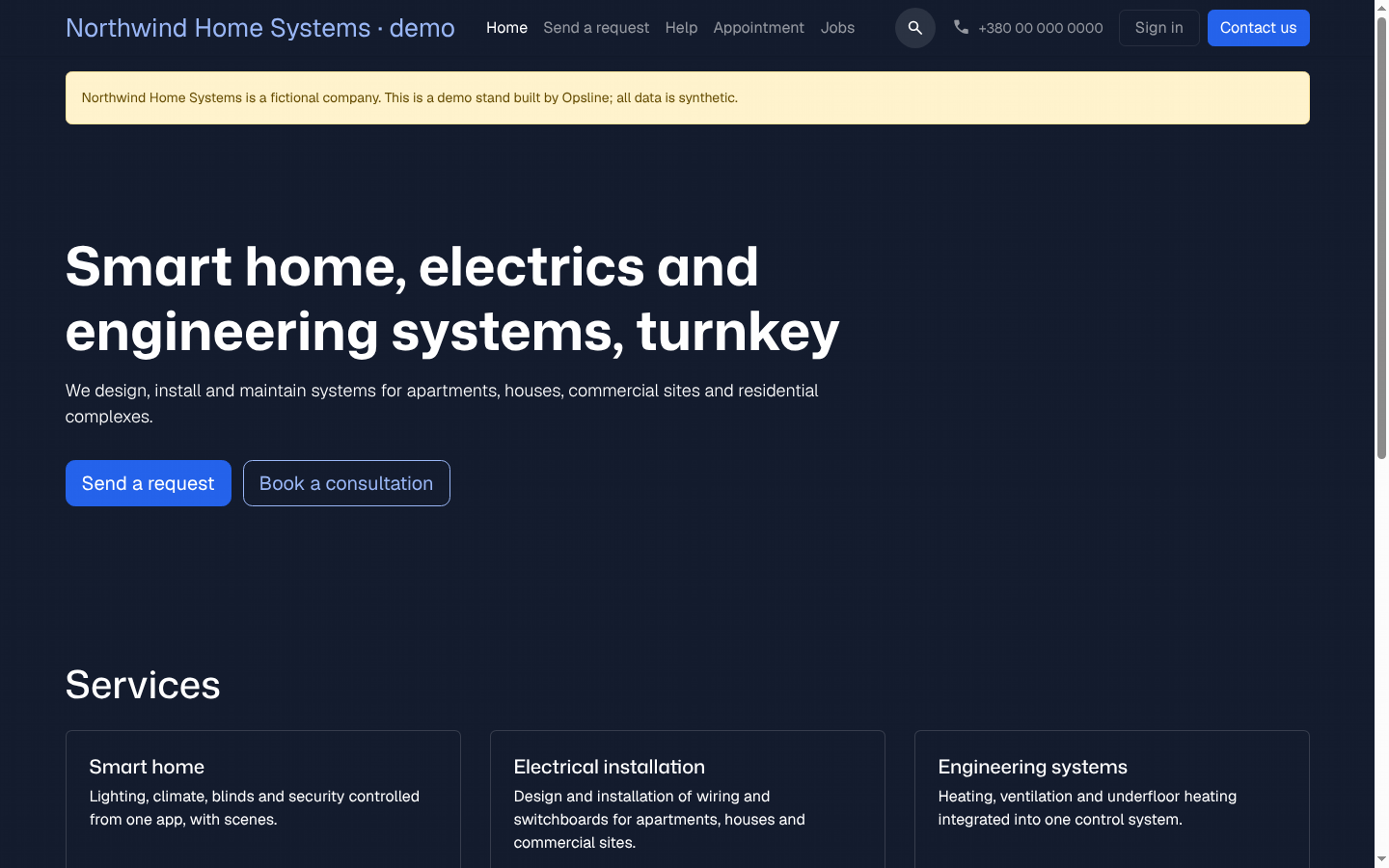 Northwind Home Systems · demo
Home
Send a request
Help
Appointment
Jobs
+380 00 000 0000
Sign in
Contact us
Northwind Home Systems is a fictional company. This is a demo stand built by Opsline; all data is synthetic.
Smart home, electrics and
engineering systems, turnkey
We design, install and maintain systems for apartments, houses, commercial sites and residential
complexes.
Send a request
Book a consultation
Services
Smart home
Lighting, climate, blinds and security controlled
from one app, with scenes.
Electrical installation
Design and installation of wiring and
switchboards for apartments, houses and
commercial sites.
Engineering systems
Heating, ventilation and underfloor heating
integrated into one control system.